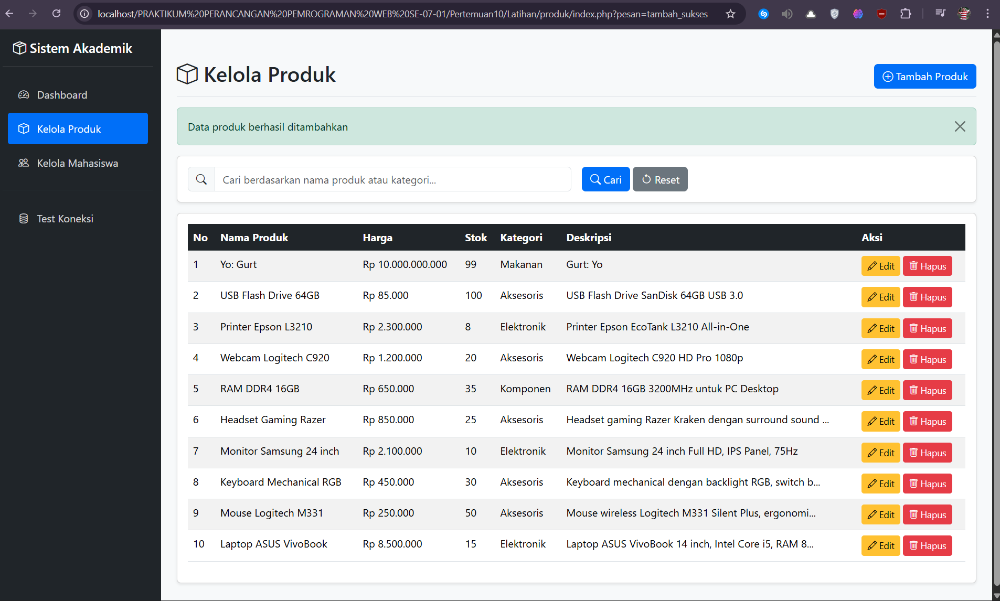 localhost/PRAKTIKUM%20PERANCANGAN%20PEMROGRAMAN%20WEB%20SE-07-01/Pertemuan10/Latihan/produk/index.php?pesan=tambah_sukses
Sistem Akademik
Dashboard
Kelola Produk
Kelola Mahasiswa
Test Koneksi
Kelola Produk
Tambah Produk
Data produk berhasil ditambahkan
Cari berdasarkan nama produk atau kategori...
Cari
Reset
No Nama Produk Harga Stok Kategori Deskripsi Aksi
1 Yo: Gurt Rp 10.000.000.000 99 Makanan Gurt: Yo Edit Hapus
2 USB Flash Drive 64GB Rp 85.000 100 Aksesoris USB Flash Drive SanDisk 64GB USB 3.0 Edit Hapus
3 Printer Epson L3210 Rp 2.300.000 8 Elektronik Printer Epson EcoTank L3210 All-in-One Edit Hapus
4 Webcam Logitech C920 Rp 1.200.000 20 Aksesoris Webcam Logitech C920 HD Pro 1080p Edit Hapus
5 RAM DDR4 16GB Rp 650.000 35 Komponen RAM DDR4 16GB 3200MHz untuk PC Desktop Edit Hapus
6 Headset Gaming Razer Rp 850.000 25 Aksesoris Headset gaming Razer Kraken dengan surround sound ... Edit Hapus
7 Monitor Samsung 24 inch Rp 2.100.000 10 Elektronik Monitor Samsung 24 inch Full HD, IPS Panel, 75Hz Edit Hapus
8 Keyboard Mechanical RGB Rp 450.000 30 Aksesoris Keyboard mechanical dengan backlight RGB, switch b... Edit Hapus
9 Mouse Logitech M331 Rp 250.000 50 Aksesoris Mouse wireless Logitech M331 Silent Plus, ergonomi... Edit Hapus
10 Laptop ASUS VivoBook Rp 8.500.000 15 Elektronik Laptop ASUS VivoBook 14 inch, Intel Core i5, RAM 8... Edit Hapus